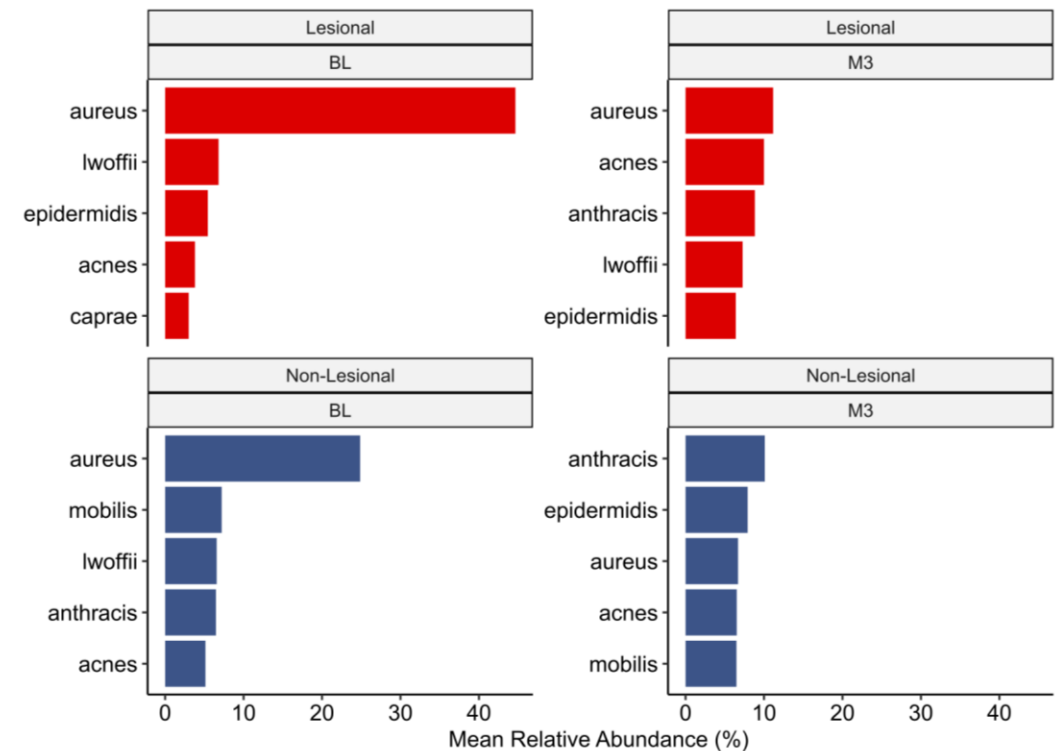 Lesional
BL
aureus
lwoffii
epidermidis
acnes
caprae
Lesional
M3
aureus
acnes
anthracis
lwoffii
epidermidis
Non-Lesional
BL
aureus
mobilis
lwoffii
anthracis
acnes
0 10 20 30 40
Non-Lesional
M3
anthracis
epidermidis
aureus
acnes
mobilis
0 10 20 30 40
Mean Relative Abundance (%)